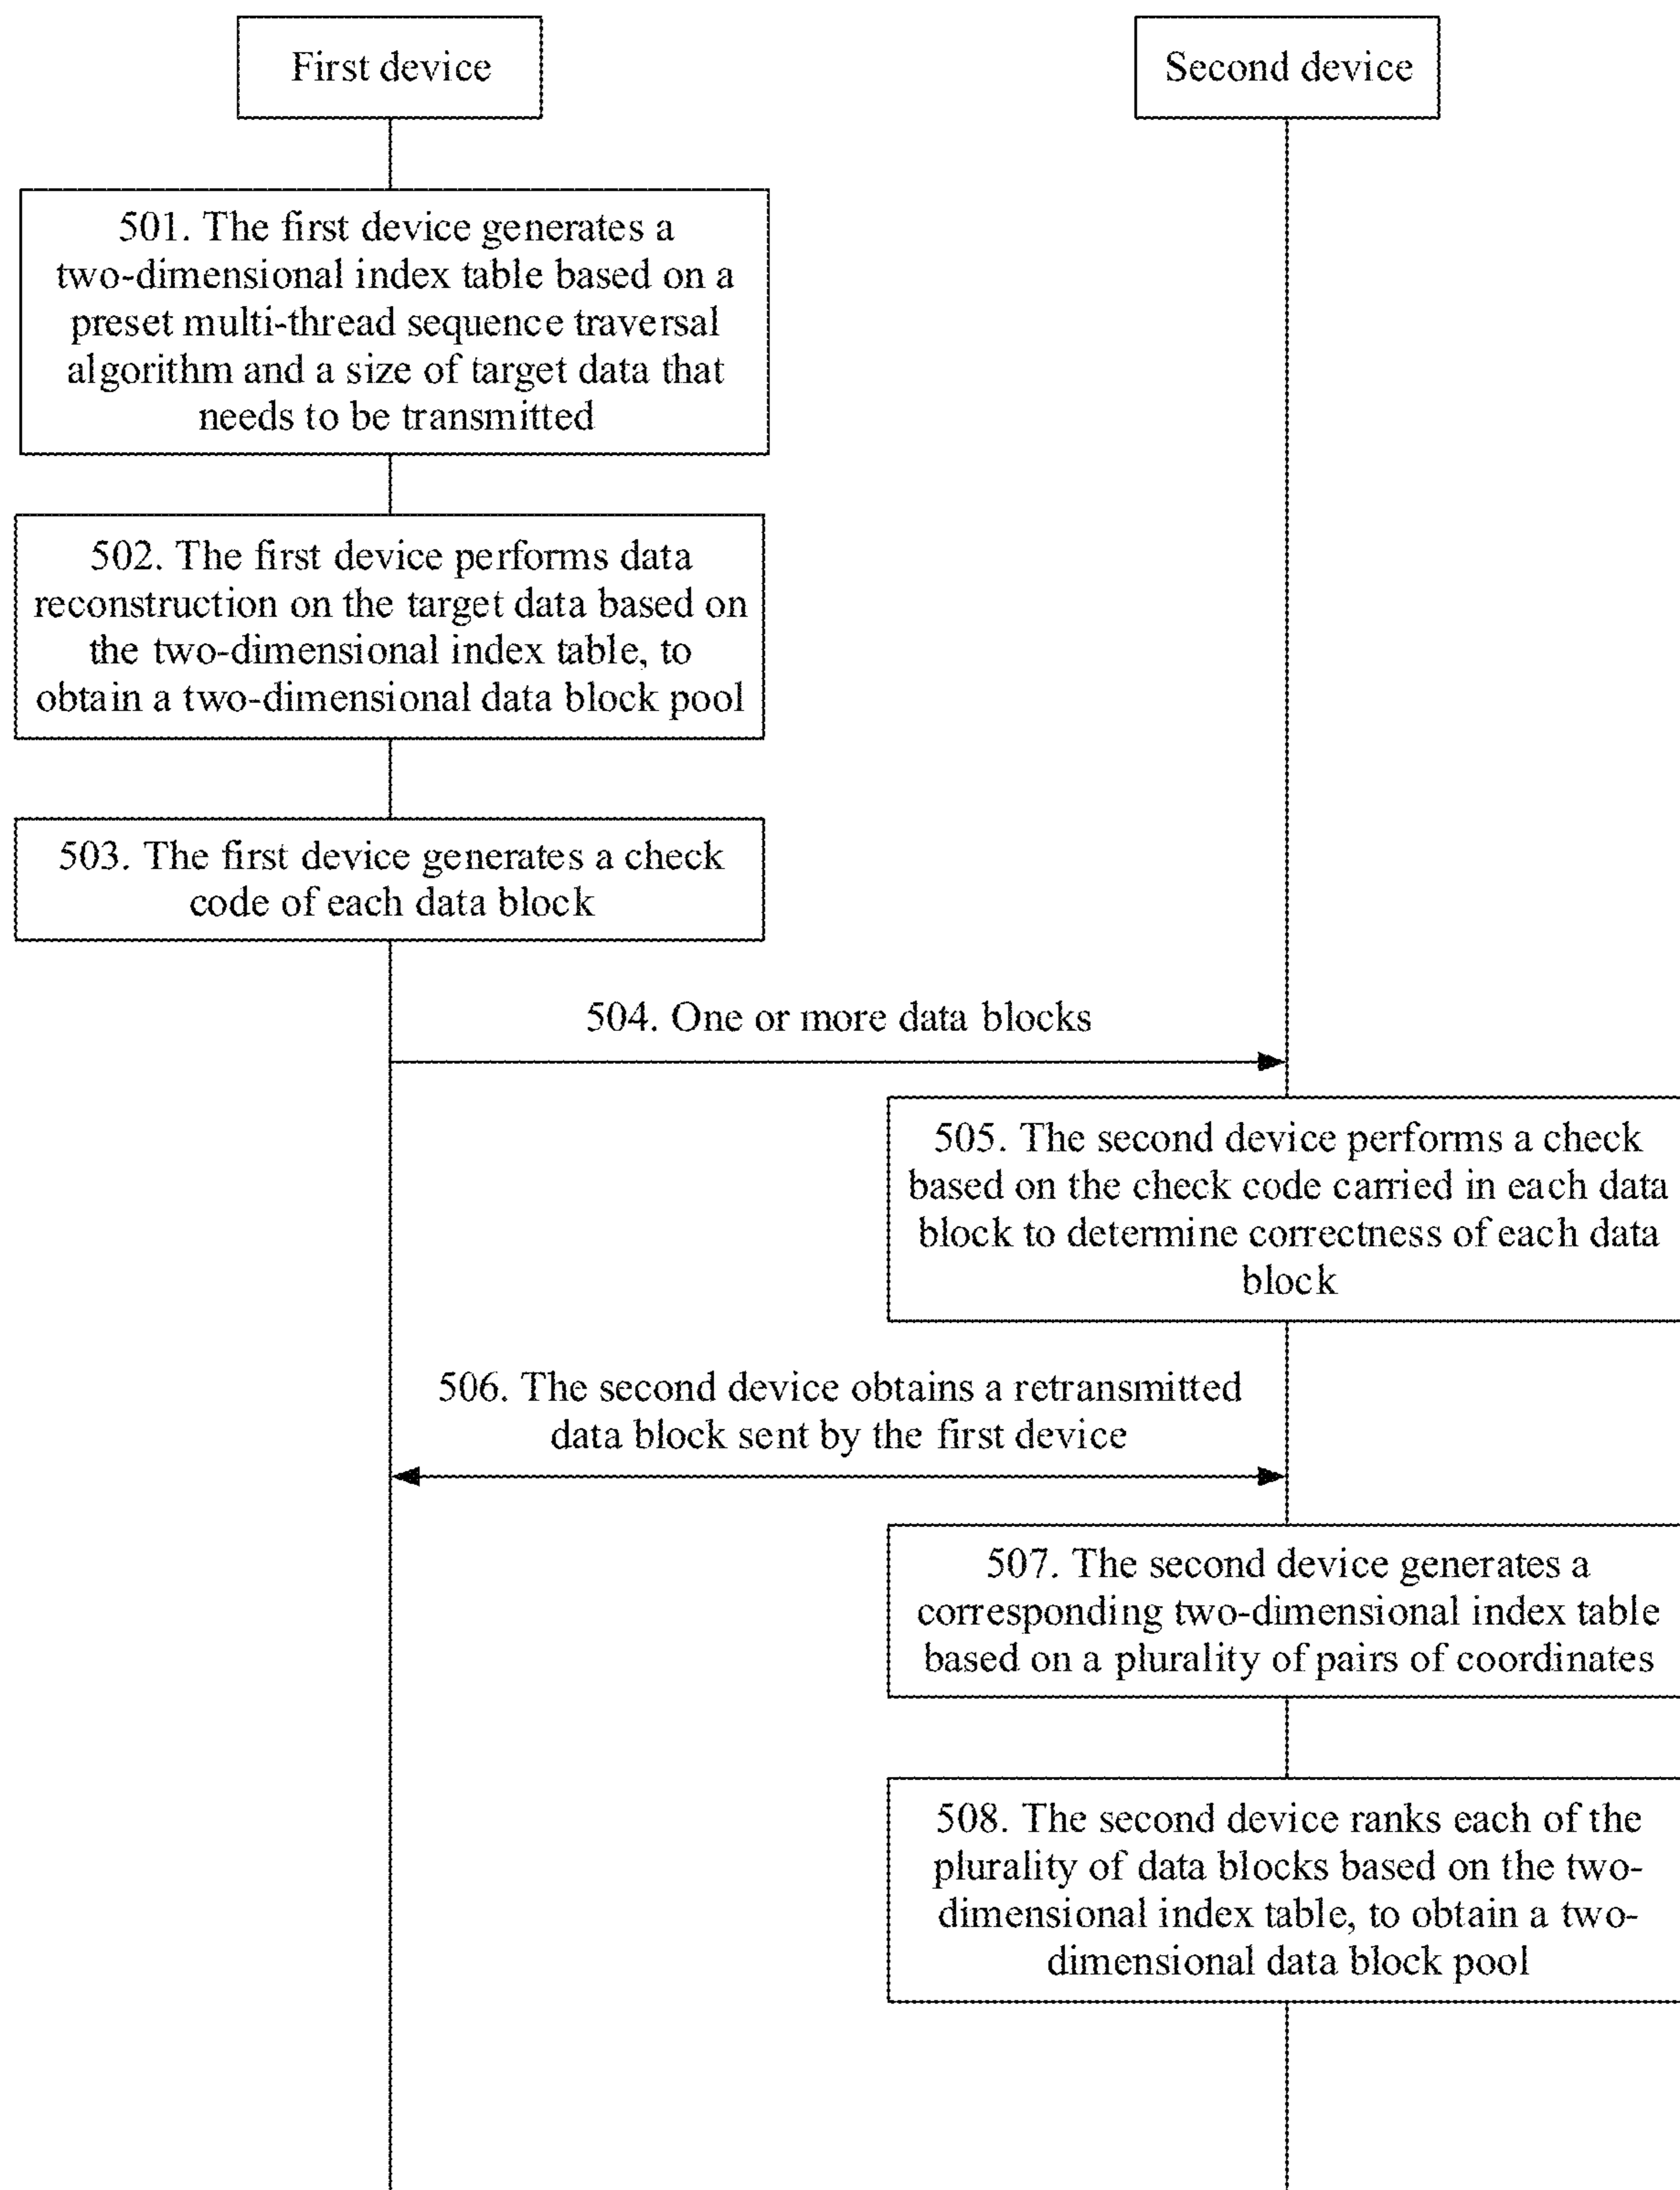 First device
Second device
501. The first device generates a
two-dimensional index table based on a
preset multi-thread sequence traversal
algorithm and a size of target data that
needs to be transmitted
502. The first device performs data
reconstruction on the target data based on
the two-dimensional index table, to
obtain a two-dimensional data block pool
503. The first device generates a check
code of each data block
504. One or more data blocks
505. The second device performs a check
based on the check code carried in each data
block to determine correctness of each data
block
506. The second device obtains a retransmitted
data block sent by the first device
507. The second device generates a
corresponding two-dimensional index table
based on a plurality of pairs of coordinates
508. The second device ranks each of the
plurality of data blocks based on the two-
dimensional index table, to obtain a two-
dimensional data block pool